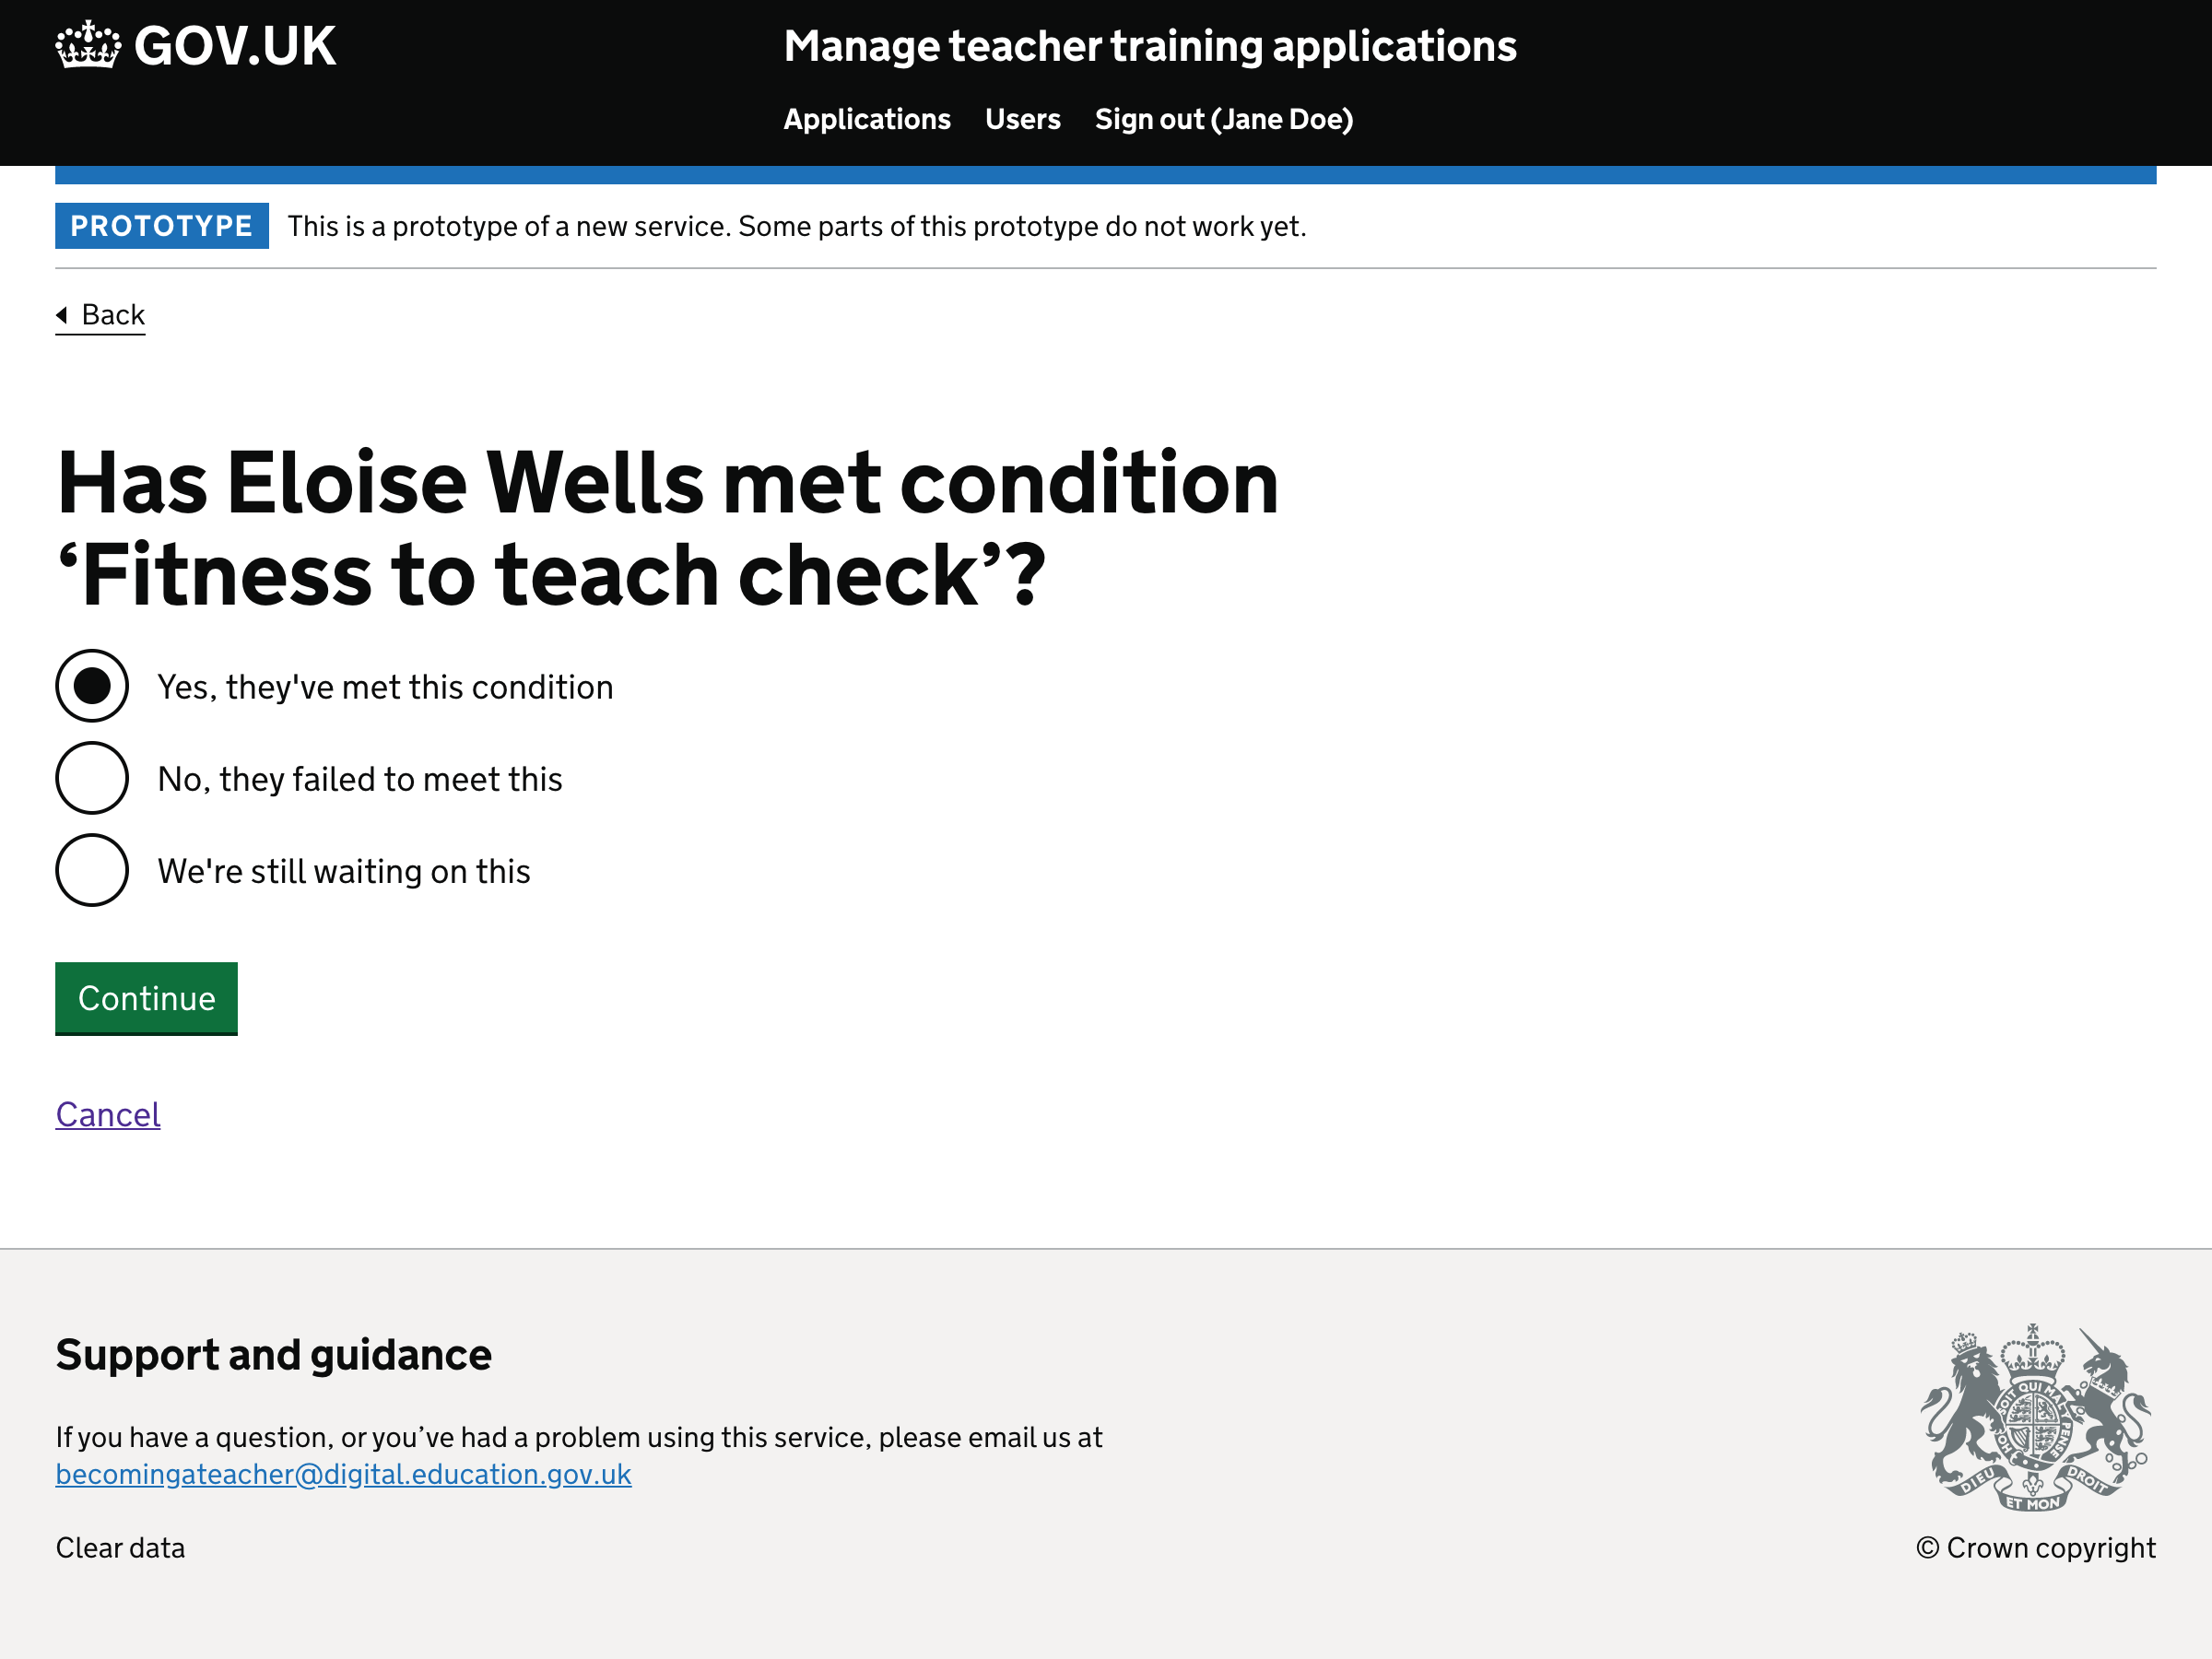 GOV.UK
Manage teacher training applications
Applications Users Sign out (Jane Doe)
PROTOTYPE This is a prototype of a new service. Some parts of this prototype do not work yet.
Back
Has Eloise Wells met condition
‘Fitness to teach check’?
Yes, they've met this condition
No, they failed to meet this
We're still waiting on this
Continue
Cancel
Support and guidance
If you have a question, or you’ve had a problem using this service, please email us at
becomingateacher@digital.education.gov.uk
Clear data
SOIT QUI MAL Y PENSE
DIEU ET MON DROIT
© Crown copyright